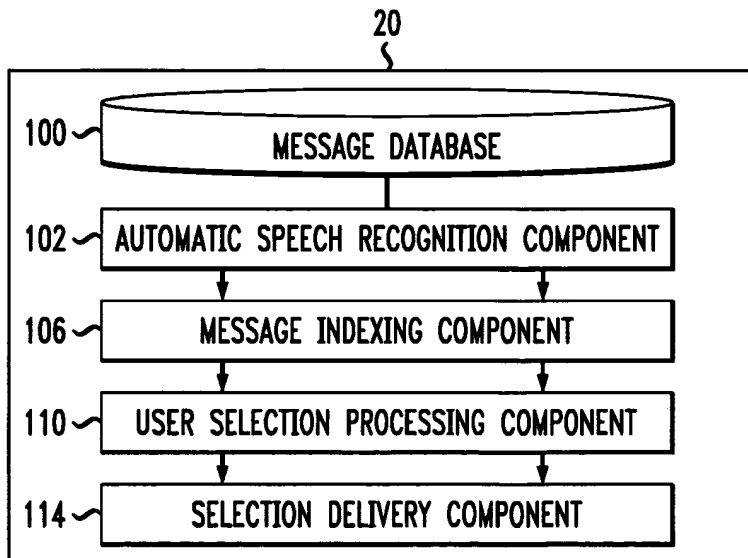 20
100
MESSAGE DATABASE
102
AUTOMATIC SPEECH RECOGNITION COMPONENT
106
MESSAGE INDEXING COMPONENT
110
USER SELECTION PROCESSING COMPONENT
114
SELECTION DELIVERY COMPONENT